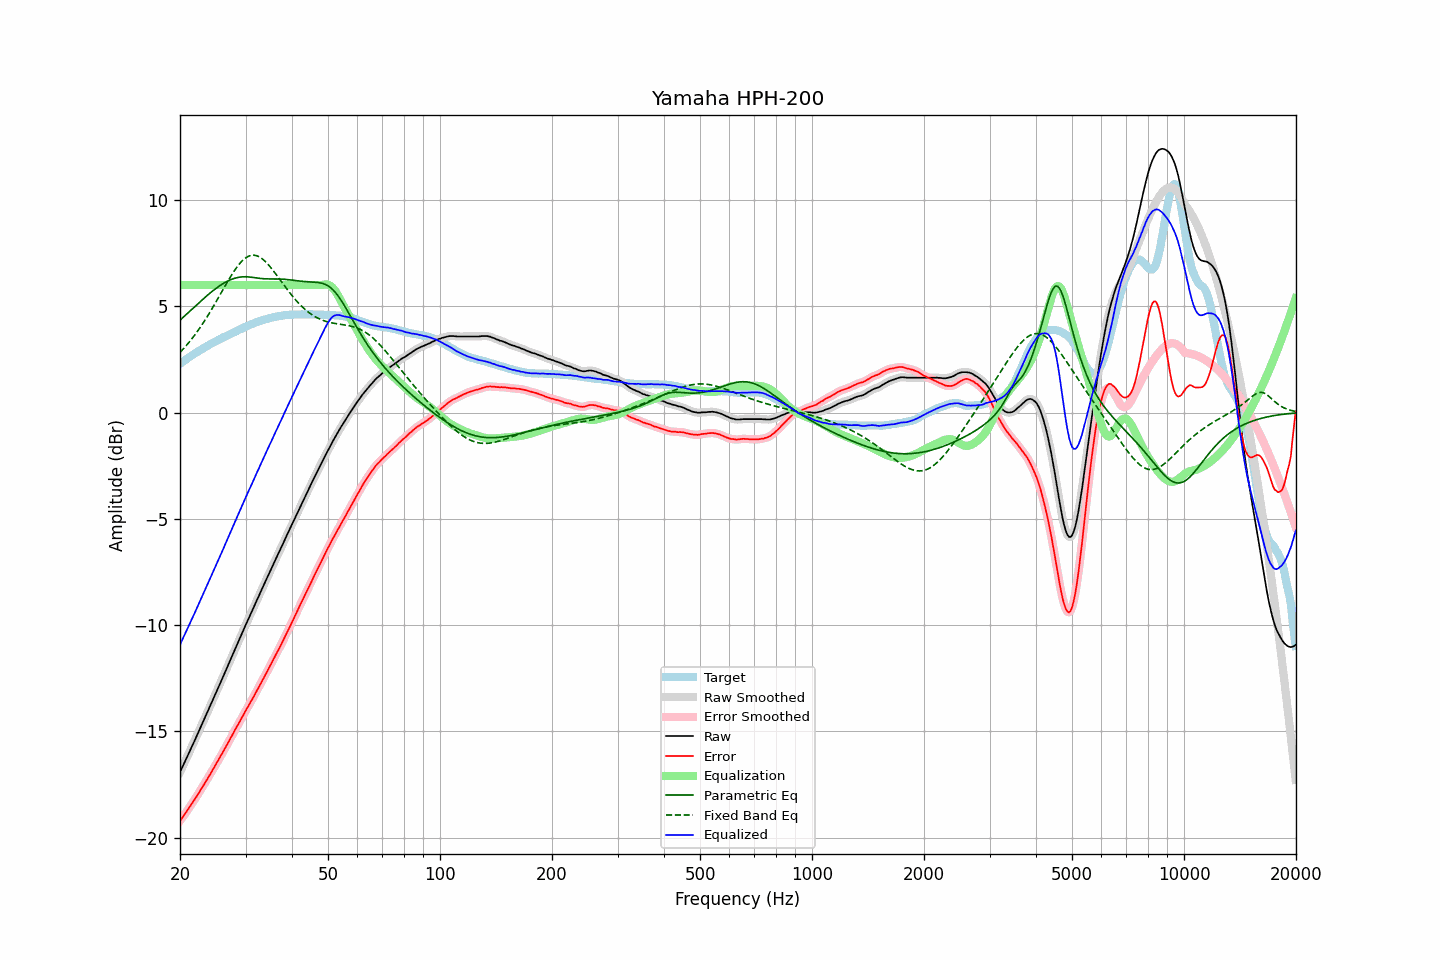 Yamaha HPH-200
Amplitude (dBr)
10
5
0
−5
−10
−15
−20
Target
Raw Smoothed
Error Smoothed
Raw
Error
Equalization
Parametric Eq
Fixed Band Eq
Equalized
20 50 100 200 500 1000 2000 5000 10000 20000
Frequency (Hz)